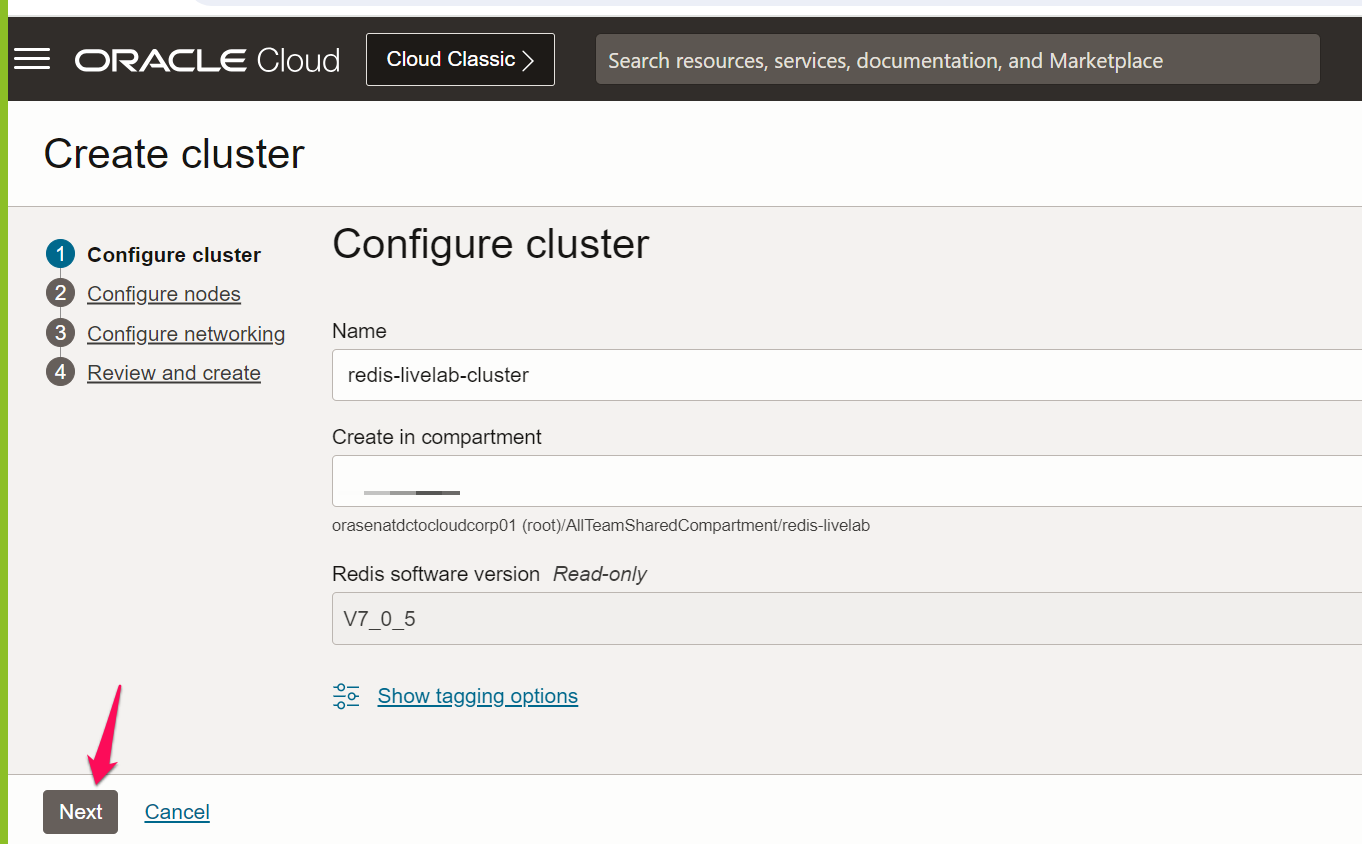 ORACLE Cloud
Cloud Classic
Search resources, services, documentation, and Marketplace
Create cluster
1 Configure cluster
2 Configure nodes
3 Configure networking
4 Review and create
Configure cluster
Name
redis-livelab-cluster
Create in compartment
orasenatdctocloudcorp01 (root)/AllTeamSharedCompartment/redis-livelab
Redis software version Read-only
V7_0_5
Show tagging options
Next Cancel